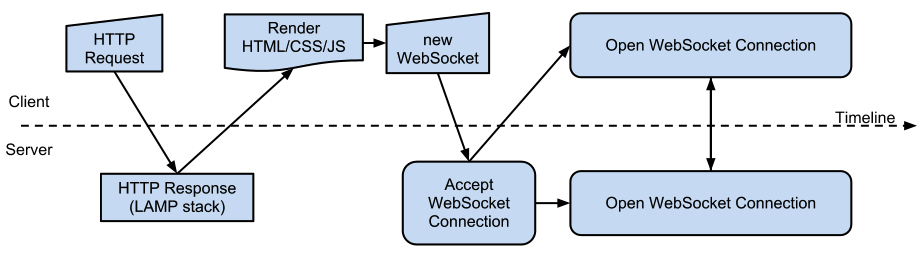 HTTP
Request
Render
HTML/CSS/JS
new
WebSocket
Open WebSocket Connection
Client
Timeline
Server
HTTP Response
(LAMP stack)
Accept
WebSocket
Connection
Open WebSocket Connection